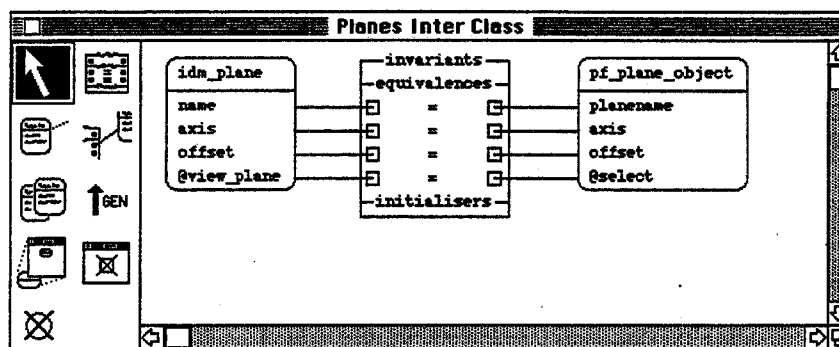 Planes Inter Class
idm_plane
invariants
equivalences
pf_plane_object
name = planename
axis = axis
offset = offset
@view_plane = @select
initialisers
GEN